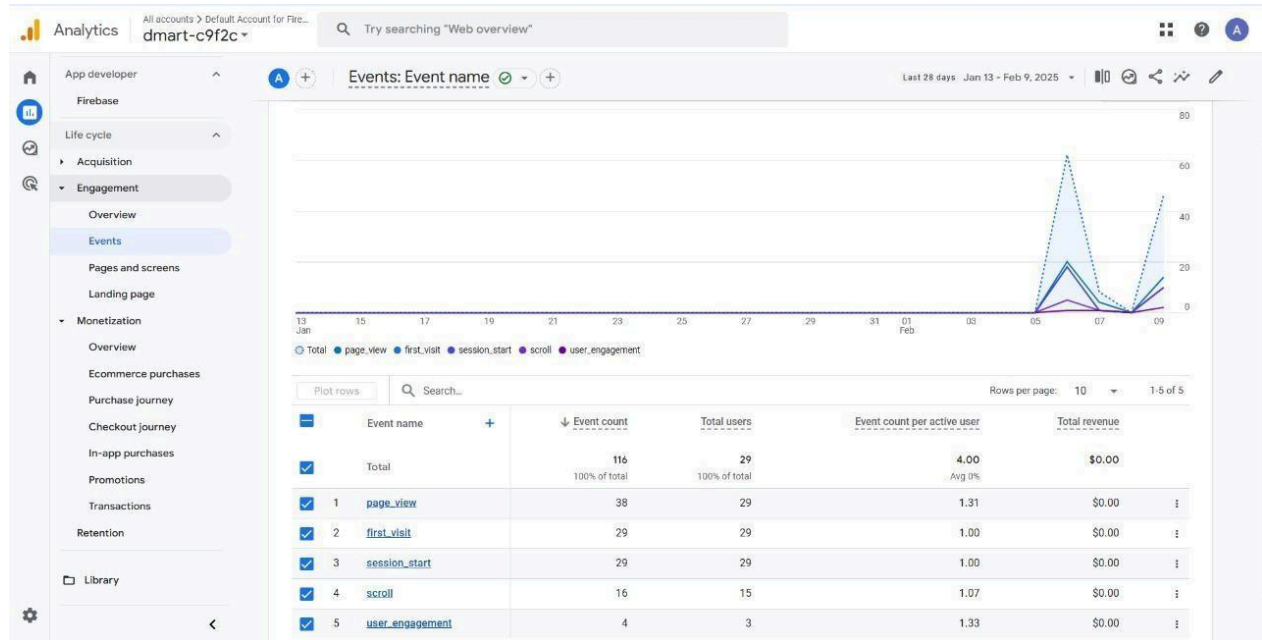 Analytics
All accounts > Default Account for Fire...
dmart-c9f2c
Try searching "Web overview"
A
App developer
Firebase
Life cycle
Acquisition
Engagement
Overview
Events
Pages and screens
Landing page
Monetization
Overview
Ecommerce purchases
Purchase journey
Checkout journey
In-app purchases
Promotions
Transactions
Retention
Library
A
Events: Event name
Last 28 days Jan 13 - Feb 9, 2025
80
60
40
20
0
13 15 17 19 21 23 25 27 29 31 01 03 05 07 09
Jan Feb
Total page_view first_visit session_start scroll user_engagement
Plot rows Search... Rows per page: 10 1-5 of 5
Event name + Event count Total users Event count per active user Total revenue
Total 116 29 4.00 $0.00
100% of total 100% of total Avg 0%
1 page_view 38 29 1.31 $0.00
2 first_visit 29 29 1.00 $0.00
3 session_start 29 29 1.00 $0.00
4 scroll 16 15 1.07 $0.00
5 user_engagement 4 3 1.33 $0.00